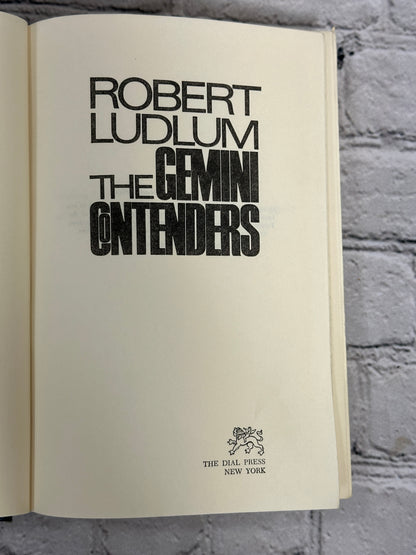 ROBERT
LUDLUM
THE GEMINI
CONTENDERS
THE DIAL PRESS
NEW YORK